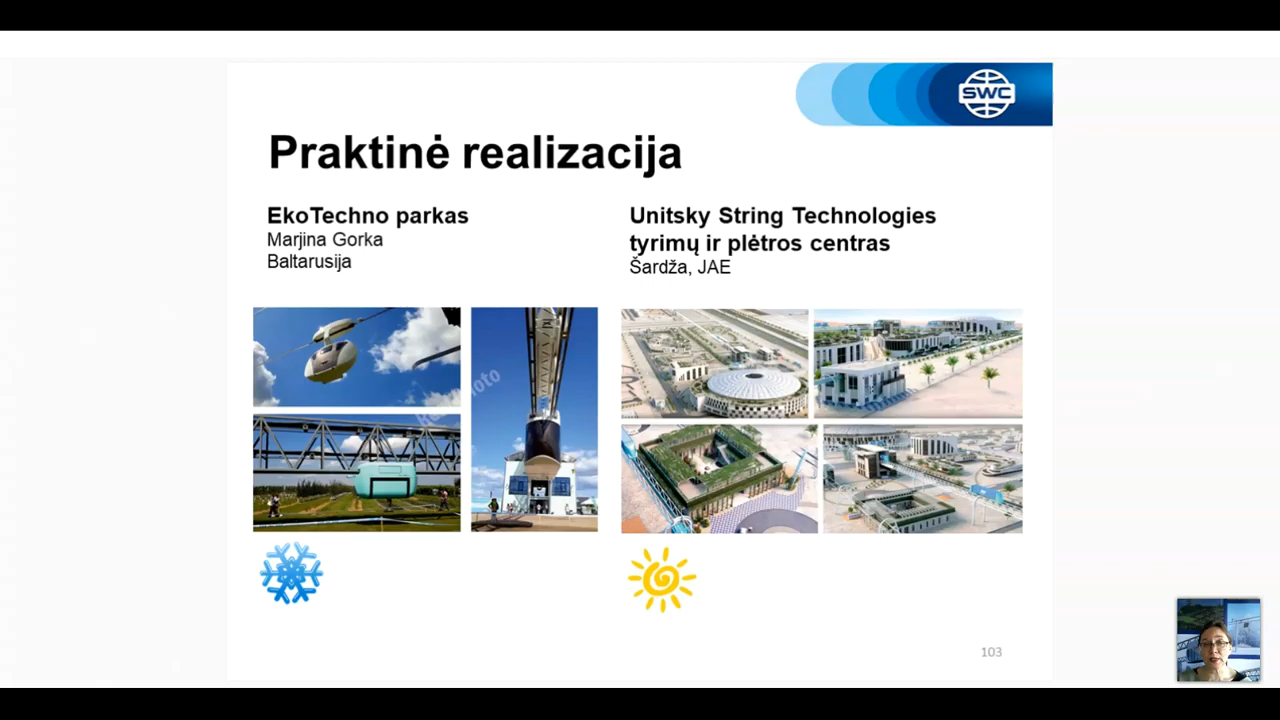 SWC
Praktinė realizacija
EkoTechno parkas
Marjina Gorka
Baltarusija
Unitsky String Technologies
tyrimų ir plėtros centras
Šardža, JAE
103